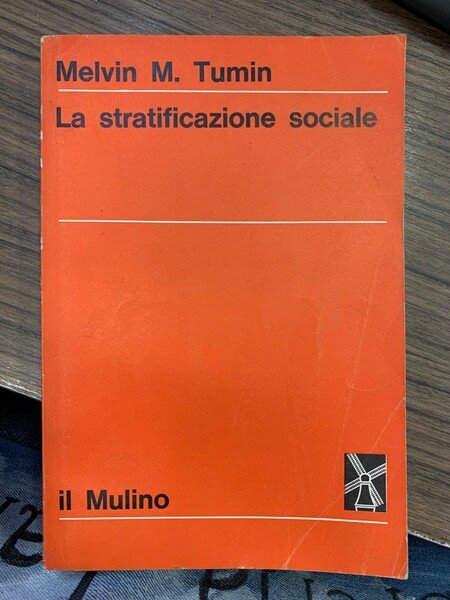 Melvin M. Tumin
La stratificazione sociale
il Mulino